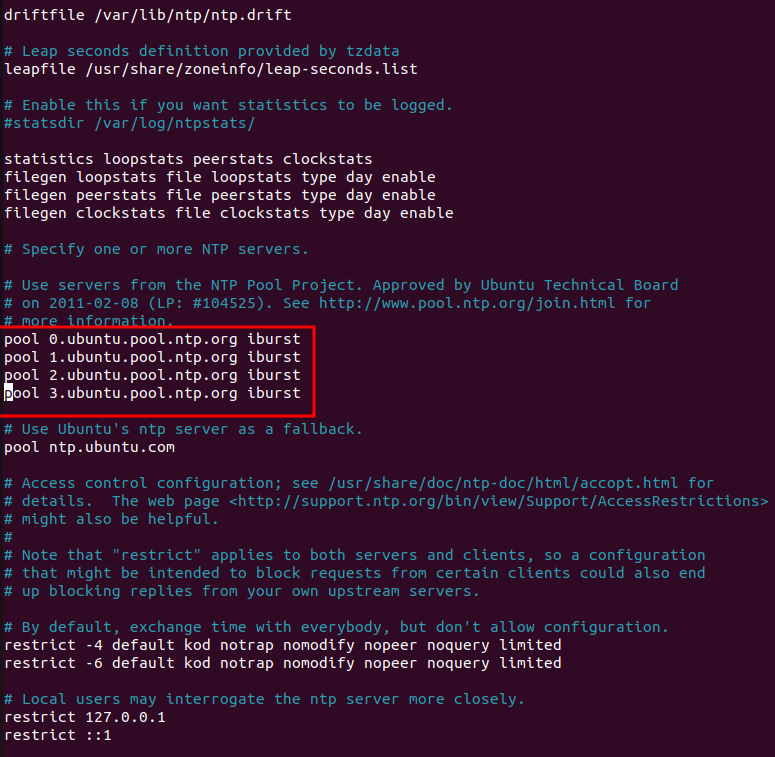 driftfile /var/lib/ntp/ntp.drift
# Leap seconds definition provided by tzdata
leapfile /usr/share/zoneinfo/leap-seconds.list
# Enable this if you want statistics to be logged.
#statsdir /var/log/ntpstats/
statistics loopstats peerstats clockstats
filegen loopstats file loopstats type day enable
filegen peerstats file peerstats type day enable
filegen clockstats file clockstats type day enable
# Specify one or more NTP servers.
# Use servers from the NTP Pool Project. Approved by Ubuntu Technical Board
# on 2011-02-08 (LP: #104525). See http://www.pool.ntp.org/join.html for
# more information.
pool 0.ubuntu.pool.ntp.org iburst
pool 1.ubuntu.pool.ntp.org iburst
pool 2.ubuntu.pool.ntp.org iburst
pool 3.ubuntu.pool.ntp.org iburst
# Use Ubuntu's ntp server as a fallback.
pool ntp.ubuntu.com
# Access control configuration; see /usr/share/doc/ntp-doc/html/accopt.html for
# details.  The web page <http://support.ntp.org/bin/view/Support/AccessRestrictions>
# might also be helpful.
#
# Note that "restrict" applies to both servers and clients, so a configuration
# that might be intended to block requests from certain clients could also end
# up blocking replies from your own upstream servers.
# By default, exchange time with everybody, but don't allow configuration.
restrict -4 default kod notrap nomodify nopeer noquery limited
restrict -6 default kod notrap nomodify nopeer noquery limited
# Local users may interrogate the ntp server more closely.
restrict 127.0.0.1
restrict ::1